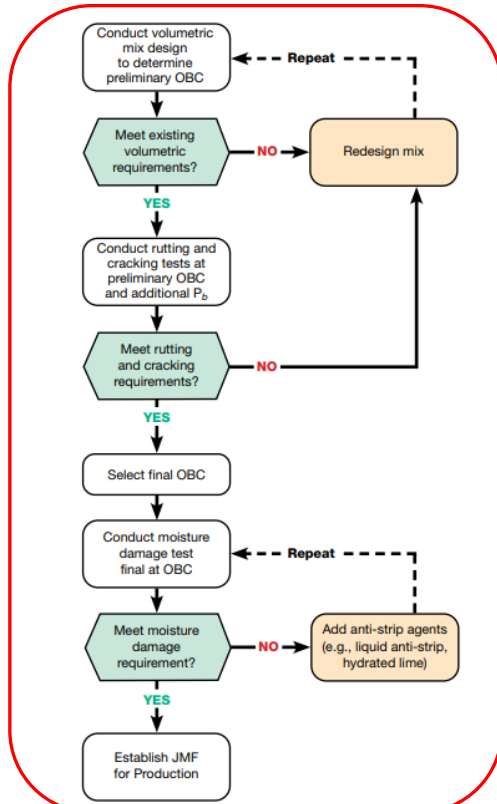 Conduct volumetric
mix design
to determine
preliminary OBC
Repeat
Meet existing
volumetric
requirements?
NO
Redesign mix
YES
Conduct rutting and
cracking tests at
preliminary OBC
and additional Pb
Meet rutting
and cracking
requirements?
NO
YES
Select final OBC
Conduct moisture
damage test
final at OBC
Repeat
Meet moisture
damage
requirement?
NO
Add anti-strip agents
(e.g., liquid anti-strip,
hydrated lime)
YES
Establish JMF
for Production